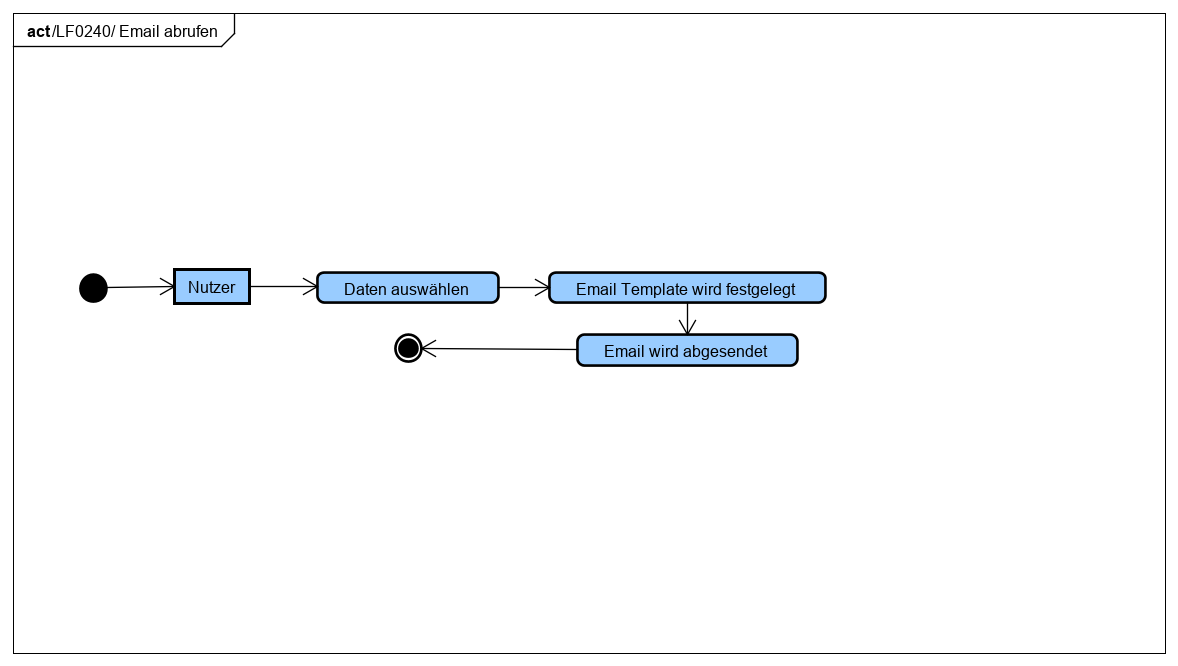 act/LF0240/ Email abrufen
Nutzer
Daten auswählen
Email Template wird festgelegt
Email wird abgesendet